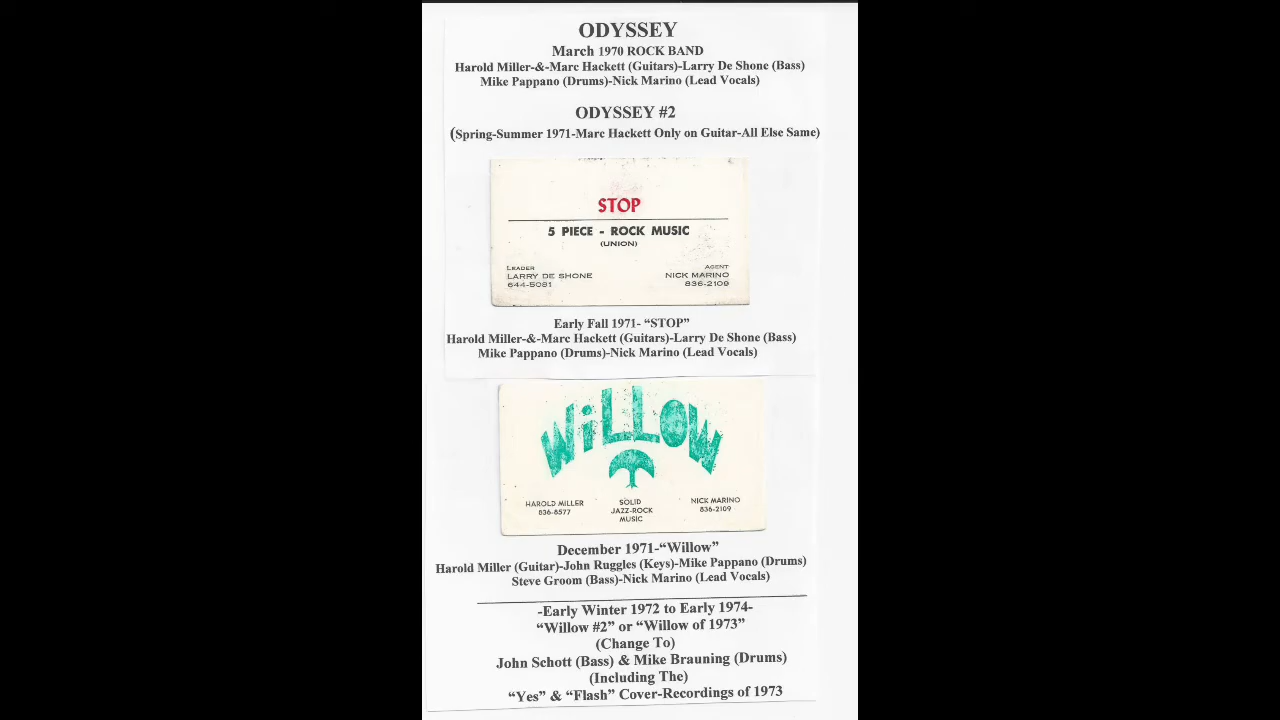 ODYSSEY
March 1970 ROCK BAND
Harold Miller-&-Marc Hackett (Guitars)-Larry De Shone (Bass)
Mike Pappano (Drums)-Nick Marino (Lead Vocals)
ODYSSEY #2
(Spring-Summer 1971-Marc Hackett Only on Guitar-All Else Same)
STOP
5 PIECE - ROCK MUSIC
(UNION)
LEADER
LARRY DE SHONE
644-5081
AGENT
NICK MARINO
836-2109
Early Fall 1971- “STOP”
Harold Miller-&-Marc Hackett (Guitars)-Larry De Shone (Bass)
Mike Pappano (Drums)-Nick Marino (Lead Vocals)
WiLLOW
HAROLD MILLER
836-8577
SOLID
JAZZ-ROCK
MUSIC
NICK MARINO
836-2109
December 1971-“Willow”
Harold Miller (Guitar)-John Ruggles (Keys)-Mike Pappano (Drums)
Steve Groom (Bass)-Nick Marino (Lead Vocals)
-Early Winter 1972 to Early 1974-
“Willow #2” or “Willow of 1973”
(Change To)
John Schott (Bass) & Mike Brauning (Drums)
(Including The)
“Yes” & “Flash” Cover-Recordings of 1973